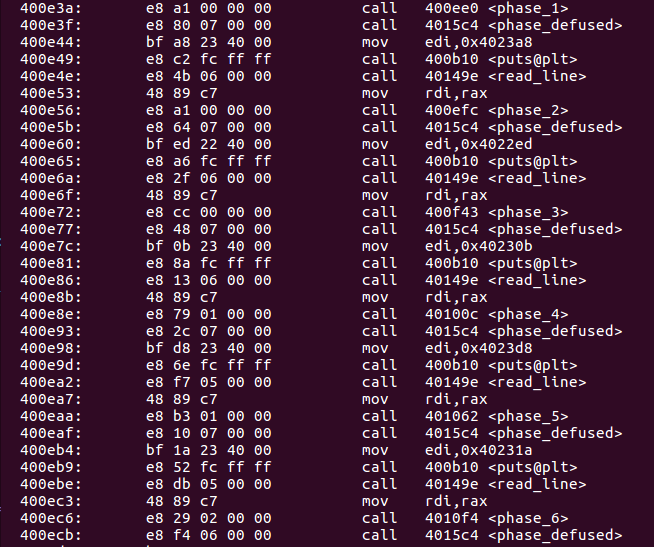 400e3a: e8 a1 00 00 00 call 400ee0 <phase_1>
400e3f: e8 80 07 00 00 call 4015c4 <phase_defused>
400e44: bf a8 23 40 00 mov edi,0x4023a8
400e49: e8 c2 fc ff ff call 400b10 <puts@plt>
400e4e: e8 4b 06 00 00 call 40149e <read_line>
400e53: 48 89 c7 mov rdi,rax
400e56: e8 a1 00 00 00 call 400efc <phase_2>
400e5b: e8 64 07 00 00 call 4015c4 <phase_defused>
400e60: bf ed 22 40 00 mov edi,0x4022ed
400e65: e8 a6 fc ff ff call 400b10 <puts@plt>
400e6a: e8 2f 06 00 00 call 40149e <read_line>
400e6f: 48 89 c7 mov rdi,rax
400e72: e8 cc 00 00 00 call 400f43 <phase_3>
400e77: e8 48 07 00 00 call 4015c4 <phase_defused>
400e7c: bf 0b 23 40 00 mov edi,0x40230b
400e81: e8 8a fc ff ff call 400b10 <puts@plt>
400e86: e8 13 06 00 00 call 40149e <read_line>
400e8b: 48 89 c7 mov rdi,rax
400e8e: e8 79 01 00 00 call 40100c <phase_4>
400e93: e8 2c 07 00 00 call 4015c4 <phase_defused>
400e98: bf d8 23 40 00 mov edi,0x4023d8
400e9d: e8 6e fc ff ff call 400b10 <puts@plt>
400ea2: e8 f7 05 00 00 call 40149e <read_line>
400ea7: 48 89 c7 mov rdi,rax
400eaa: e8 b3 01 00 00 call 401062 <phase_5>
400eaf: e8 10 07 00 00 call 4015c4 <phase_defused>
400eb4: bf 1a 23 40 00 mov edi,0x40231a
400eb9: e8 52 fc ff ff call 400b10 <puts@plt>
400ebe: e8 db 05 00 00 call 40149e <read_line>
400ec3: 48 89 c7 mov rdi,rax
400ec6: e8 29 02 00 00 call 4010f4 <phase_6>
400ecb: e8 f4 06 00 00 call 4015c4 <phase_defused>